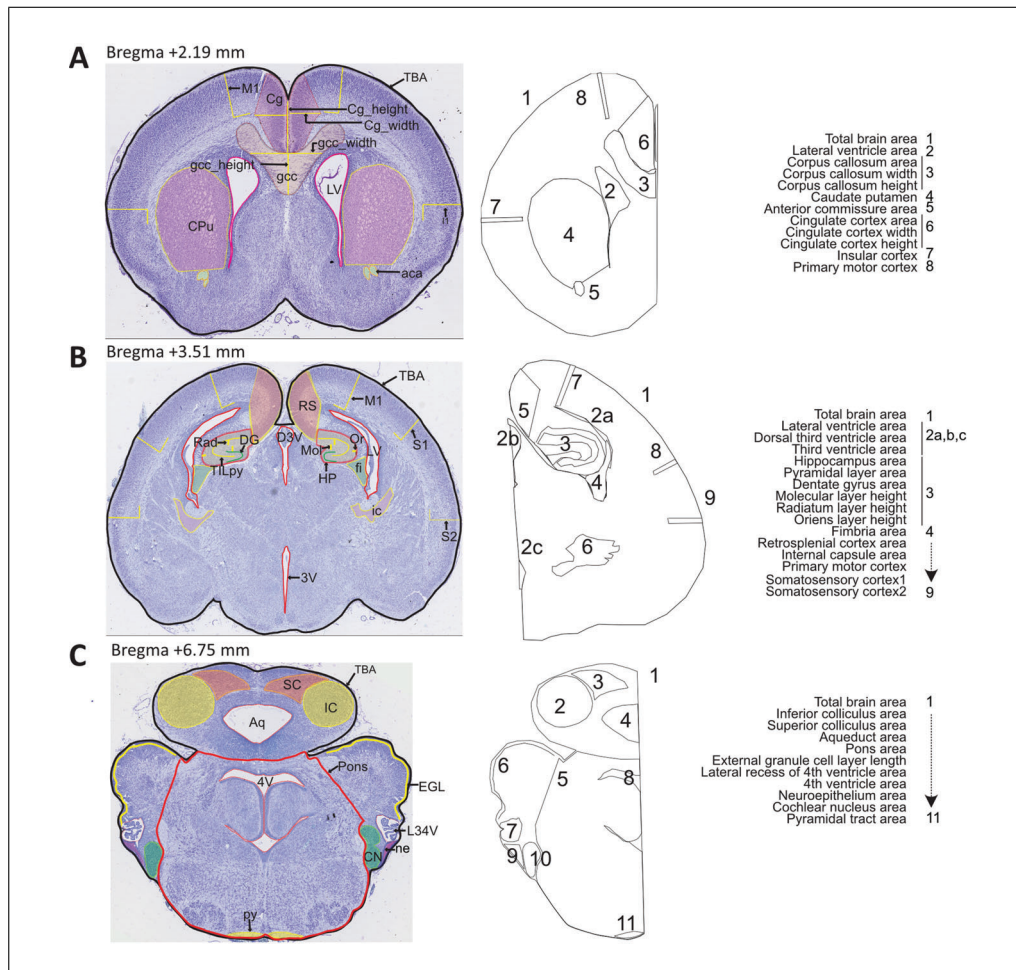 A
Bregma +2.19 mm
TBA
M1
Cg
Cg_height
Cg_width
gcc_width
gcc_height
gcc
LV
CPu
aca
1
8
6
3
2
7
4
5
Total brain area 1
Lateral ventricle area 2
Corpus callosum area
Corpus callosum width 3
Corpus callosum height
Caudate putamen 4
Anterior commissure area 5
Cingulate cortex area
Cingulate cortex width 6
Cingulate cortex height
Insular cortex 7
Primary motor cortex 8
B
Bregma +3.51 mm
TBA
RS
M1
S1
Rad
DG
D3V
Mol
Or
LV
TILpy
HP
fi
ic
S2
3V
7
1
5
2a
2b
3
8
4
9
2c
6
Total brain area 1
Lateral ventricle area
Dorsal third ventricle area 2a,b,c
Third ventricle area
Hippocampus area
Pyramidal layer area
Dentate gyrus area
Molecular layer height 3
Radiatum layer height
Oriens layer height
Fimbria area 4
Retrosplenial cortex area
Internal capsule area
Primary motor cortex
Somatosensory cortex1
Somatosensory cortex2 9
C
Bregma +6.75 mm
TBA
SC
IC
Aq
Pons
4V
EGL
L34V
ne
CN
py
1
3
2
4
6
5
8
7
9
10
11
Total brain area 1
Inferior colliculus area
Superior colliculus area
Aqueduct area
Pons area
External granule cell layer length
Lateral recess of 4th ventricle area
4th ventricle area
Neuroepithelium area
Cochlear nucleus area
Pyramidal tract area 11